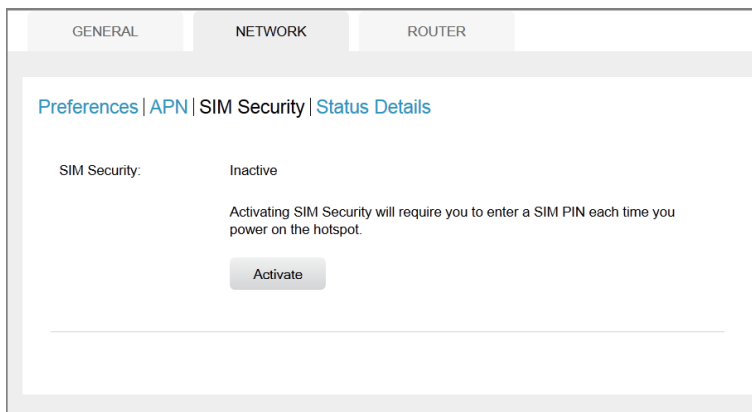 GENERAL NETWORK ROUTER
Preferences | APN | SIM Security | Status Details
SIM Security: Inactive
Activating SIM Security will require you to enter a SIM PIN each time you
power on the hotspot.
Activate